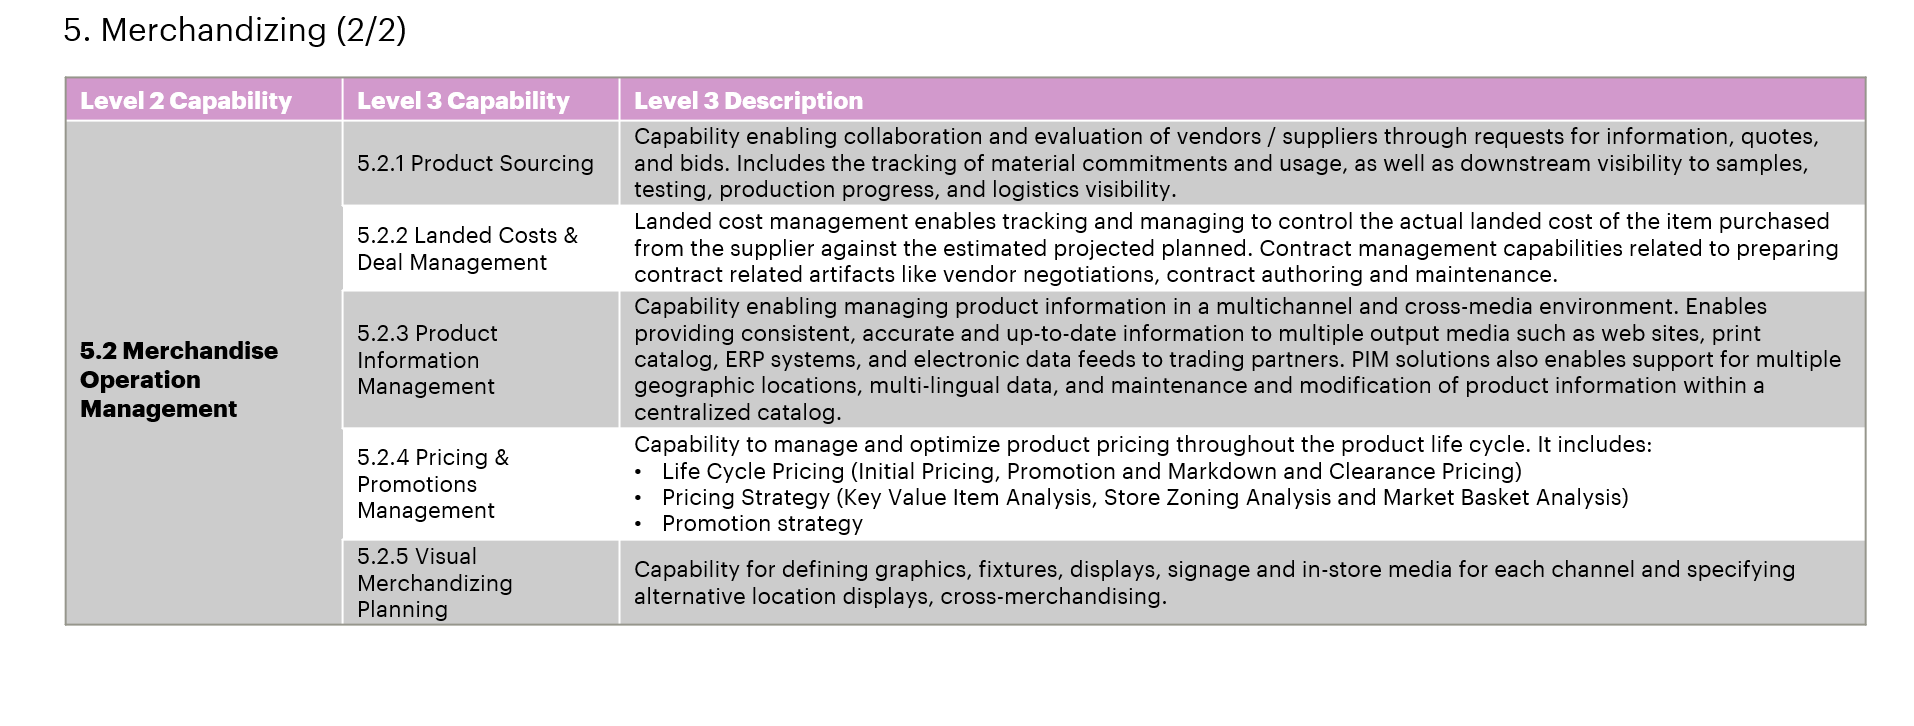 5. Merchandizing (2/2)
Level 2 Capability
Level 3 Capability
Level 3 Description
5.2 Merchandise
Operation
Management
5.2.1 Product Sourcing
Capability enabling collaboration and evaluation of vendors / suppliers through requests for information, quotes,
and bids. Includes the tracking of material commitments and usage, as well as downstream visibility to samples,
testing, production progress, and logistics visibility.
5.2.2 Landed Costs &
Deal Management
Landed cost management enables tracking and managing to control the actual landed cost of the item purchased
from the supplier against the estimated projected planned. Contract management capabilities related to preparing
contract related artifacts like vendor negotiations, contract authoring and maintenance.
5.2.3 Product
Information
Management
Capability enabling managing product information in a multichannel and cross-media environment. Enables
providing consistent, accurate and up-to-date information to multiple output media such as web sites, print
catalog, ERP systems, and electronic data feeds to trading partners. PIM solutions also enables support for multiple
geographic locations, multi-lingual data, and maintenance and modification of product information within a
centralized catalog.
5.2.4 Pricing &
Promotions
Management
Capability to manage and optimize product pricing throughout the product life cycle. It includes:
• Life Cycle Pricing (Initial Pricing, Promotion and Markdown and Clearance Pricing)
• Pricing Strategy (Key Value Item Analysis, Store Zoning Analysis and Market Basket Analysis)
• Promotion strategy
5.2.5 Visual
Merchandizing
Planning
Capability for defining graphics, fixtures, displays, signage and in-store media for each channel and specifying
alternative location displays, cross-merchandising.